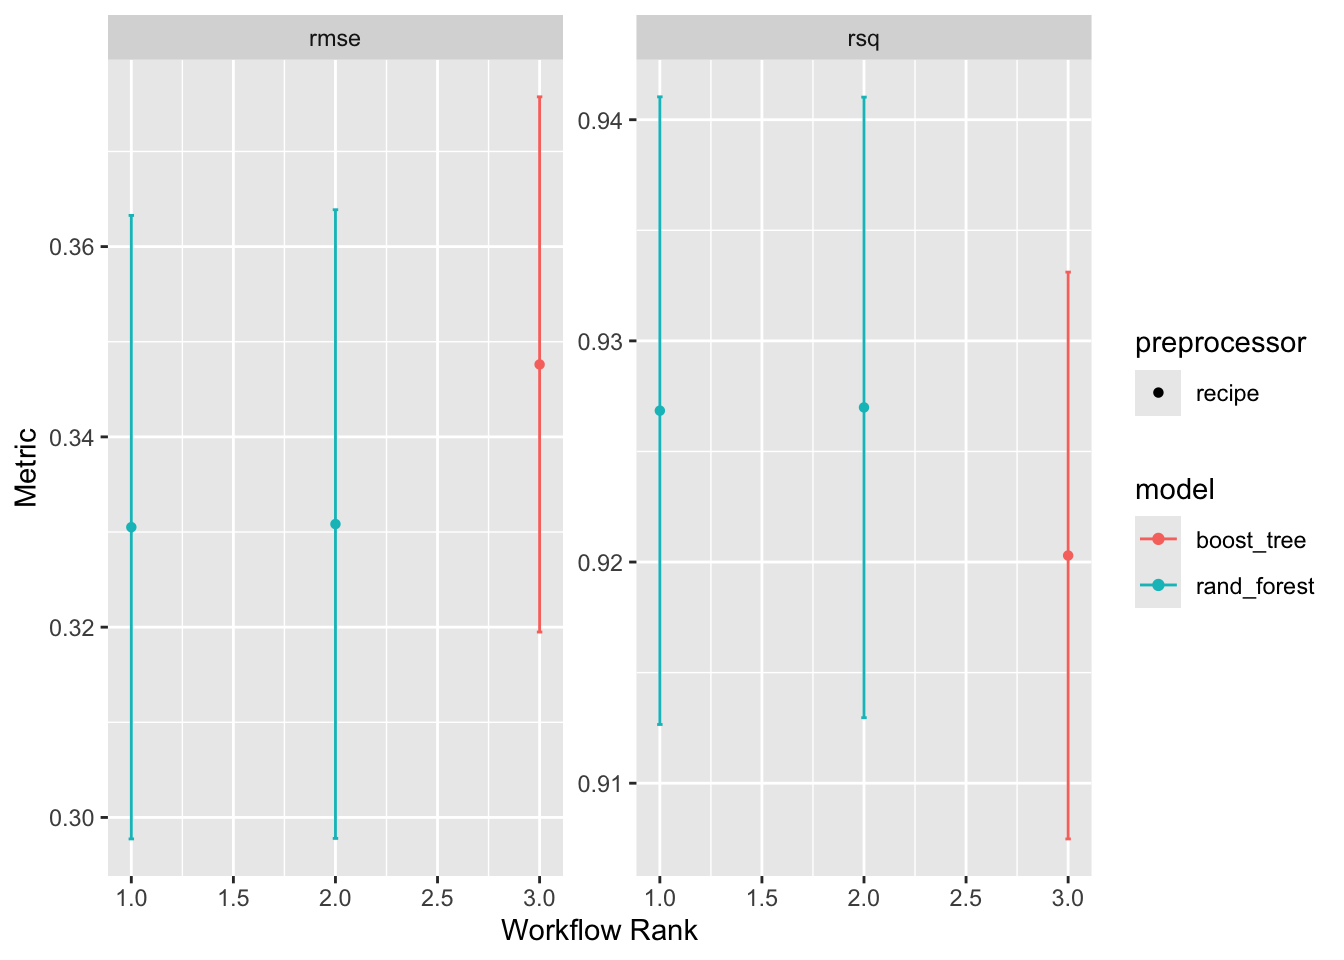 rmse
rsq
Metric
0.36
0.34
0.32
0.30
0.94
0.93
0.92
0.91
1.0 1.5 2.0 2.5 3.0
1.0 1.5 2.0 2.5 3.0
Workflow Rank
preprocessor
recipe
model
boost_tree
rand_forest